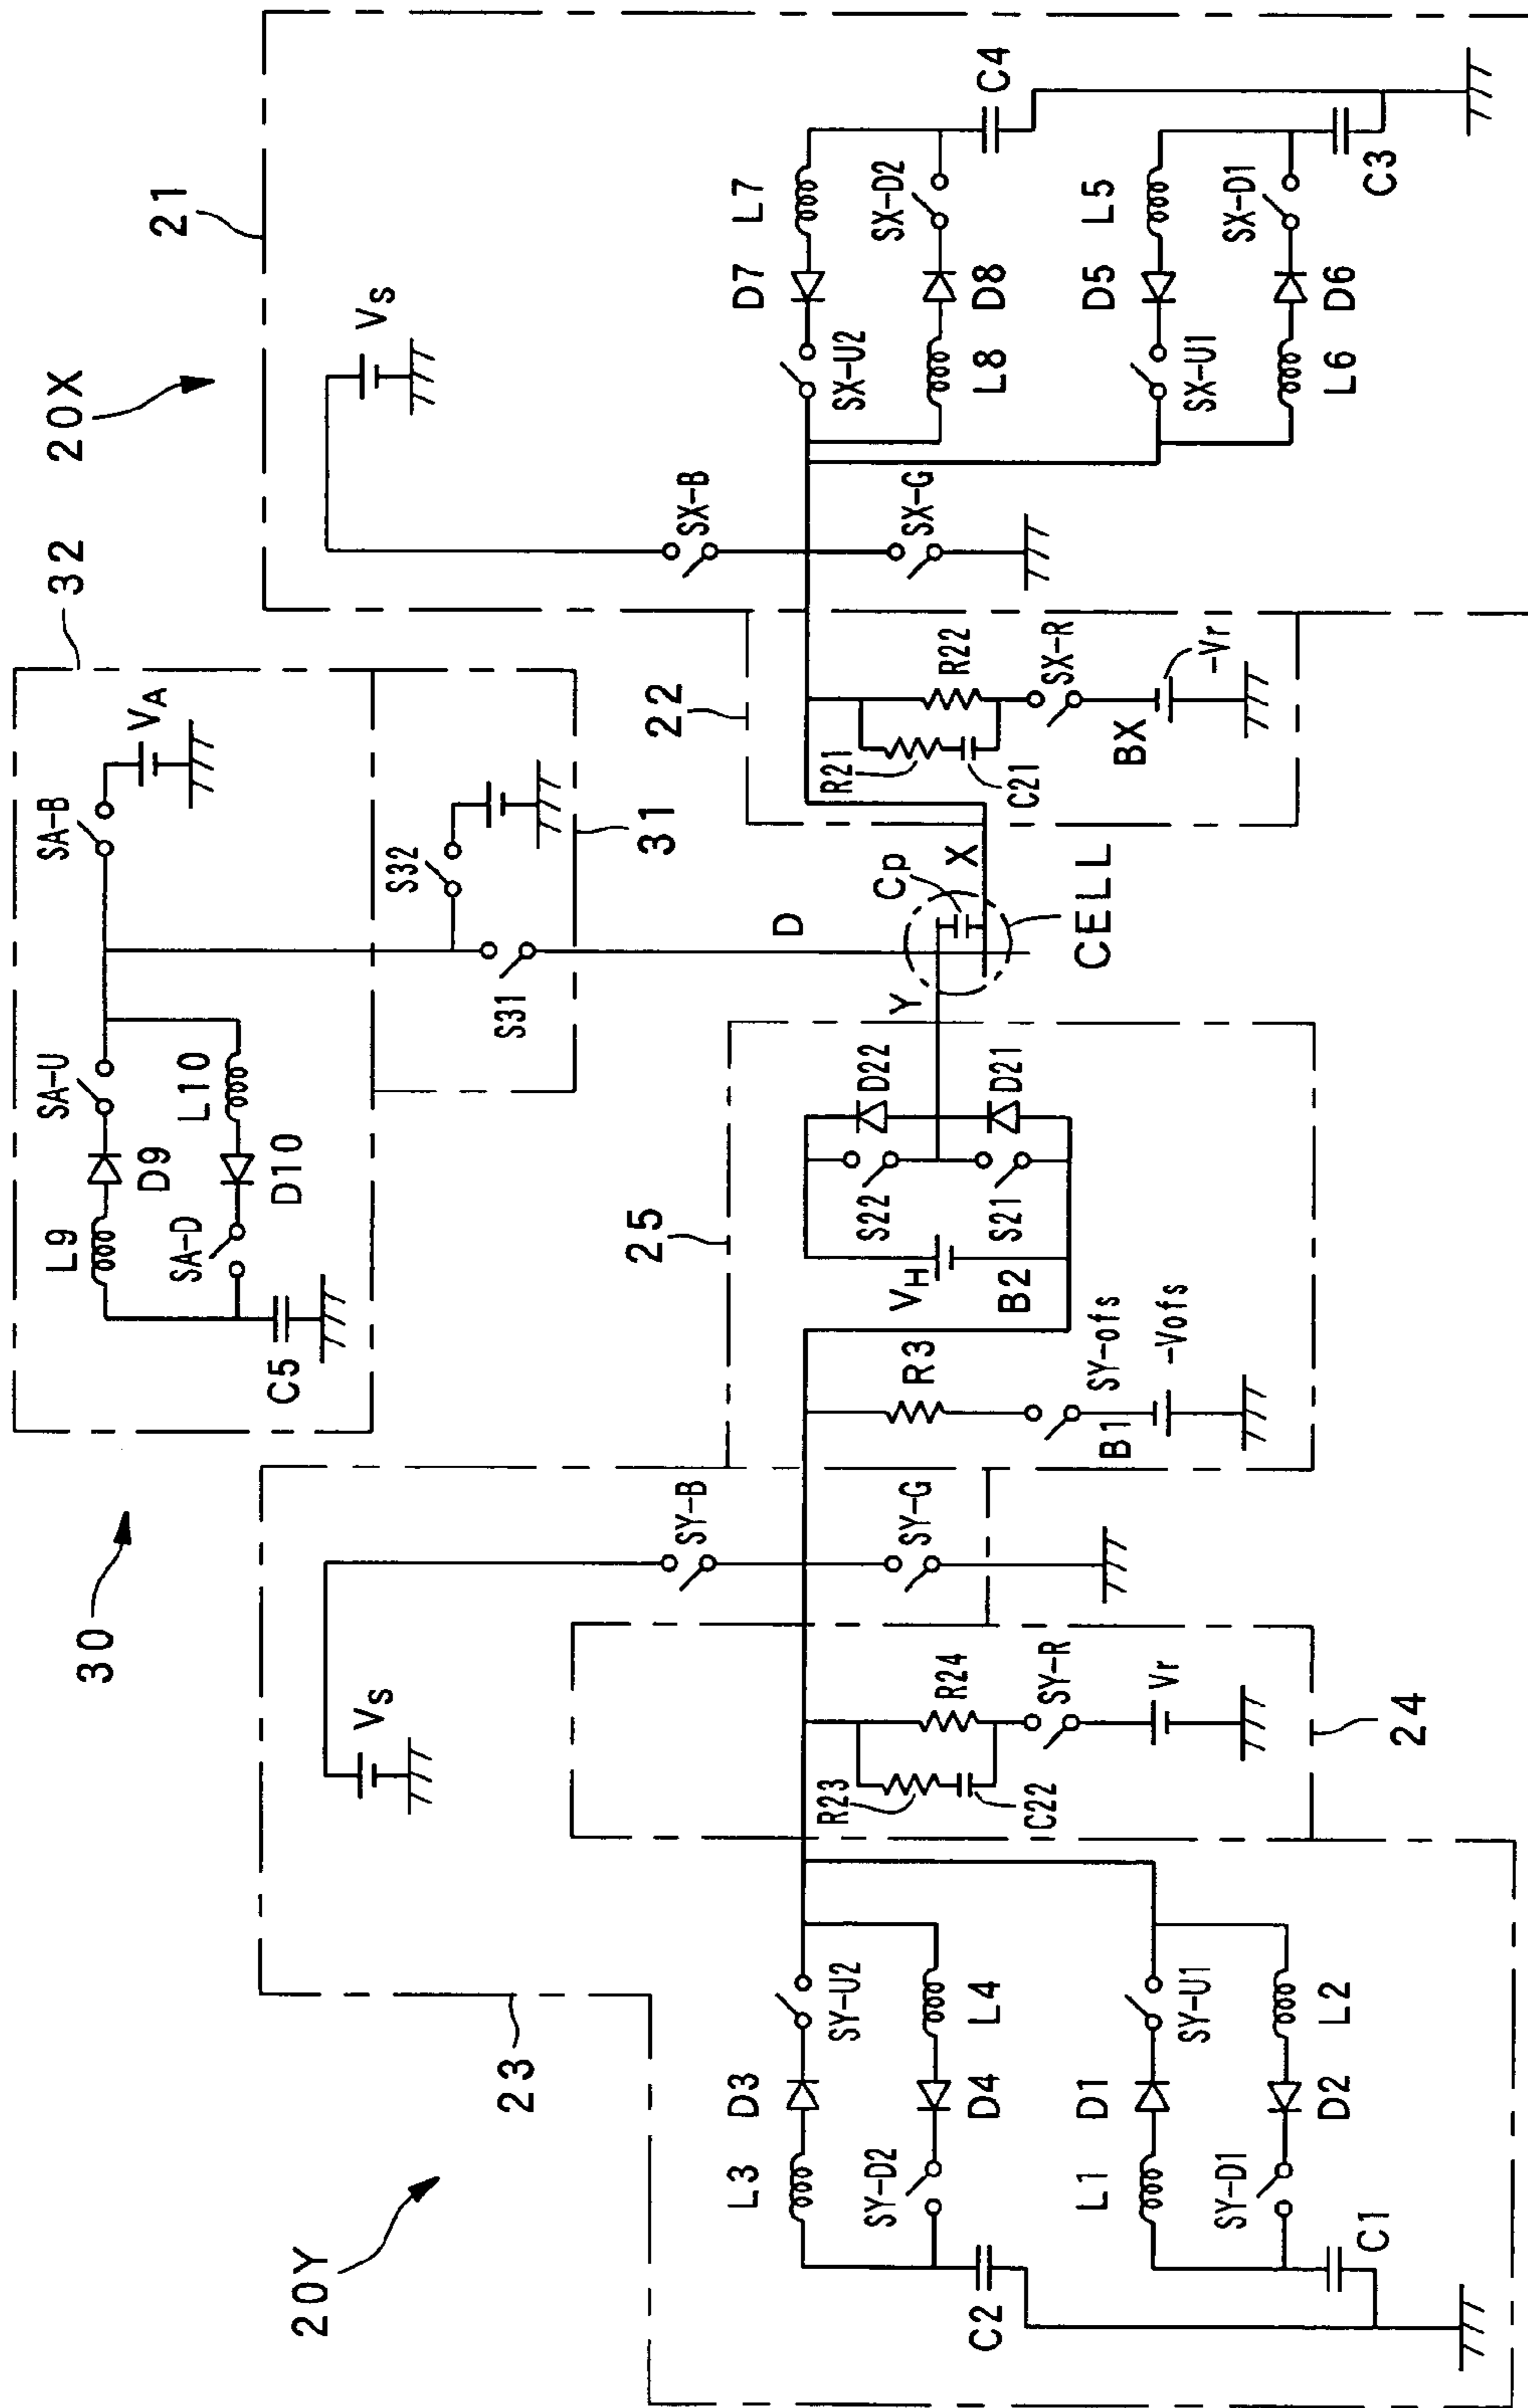 30
32
L9
SA-U
SA-B
D9
VA
L10
SA-D
D10
C5
S32
S31
31
D
20Y
23
Vs
SY-B
SY-G
L3
D3
SY-U2
SY-D2
D4
L4
C2
L1
D1
SY-U1
SY-D1
D2
L2
C1
R23
R24
C22
SY-R
Vr
24
25
S22
D22
VH
S21
D21
B2
R3
SY-ofs
B1
-Vofs
Y
Cp
X
CELL
20X
21
22
R21
R22
C21
SX-R
BX
-Vr
Vs
SX-B
SX-G
SX-U2
D7
L7
L8
D8
SX-D2
C4
SX-U1
D5
L5
L6
D6
SX-D1
C3